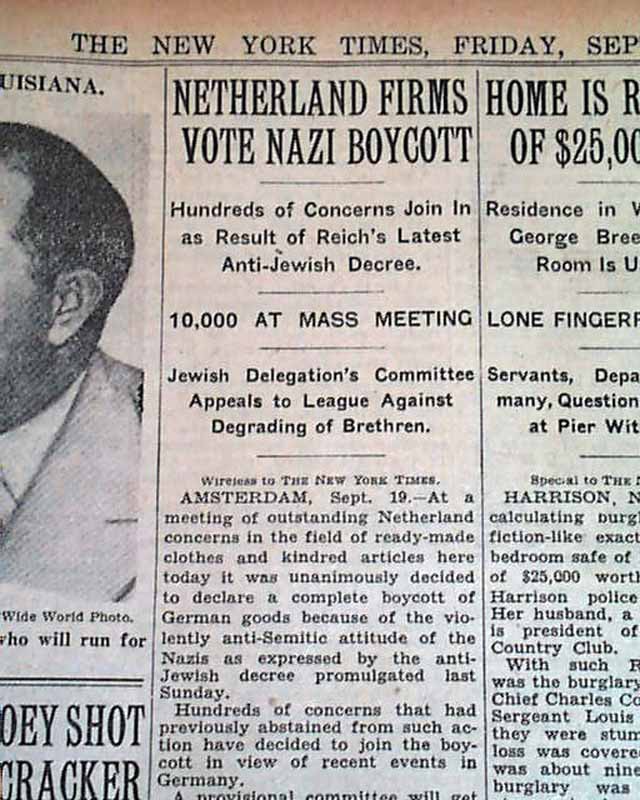 THE NEW YORK TIMES, FRIDAY, SEP
UISIANA.
Wide World Photo.
who will run for
OEY SHOT
CRACKER
NETHERLAND FIRMS
VOTE NAZI BOYCOTT
Hundreds of Concerns Join In
as Result of Reich's Latest
Anti-Jewish Decree.
10,000 AT MASS MEETING
Jewish Delegation's Committee
Appeals to League Against
Degrading of Brethren.
Wireless to THE NEW YORK TIMES.
AMSTERDAM, Sept. 19.—At a
meeting of outstanding Netherland
concerns in the field of ready-made
clothes and kindred articles here
today it was unanimously decided
to declare a complete boycott of
German goods because of the vio-
lently anti-Semitic attitude of the
Nazis as expressed by the anti-
Jewish decree promulgated last
Sunday.
Hundreds of concerns that had
previously abstained from such ac-
tion have decided to join the boy-
cott in view of recent events in
Germany.
A provisional committee will get
HOME IS R
OF $25,00
Residence in W
George Bree
Room Is U
LONE FINGERP
Servants, Depa
many, Question
at Pier Wit
Special to THE N
HARRISON, N
calculating burgl
fiction-like exact
bedroom safe of
of $25,000 worth
Harrison police
Her husband, a
is president of
Country Club.
With such R
was the burglary
Chief Charles Co
Sergeant Louis
they were stum
loss was covere
was about nine
burglary was